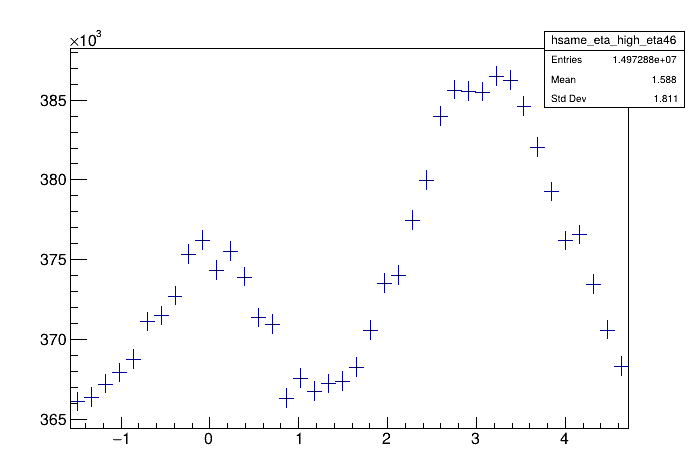 ×10³
hsame_eta_high_eta46
Entries 1.497288e+07
Mean 1.588
Std Dev 1.811
385
380
375
370
365
−1 0 1 2 3 4